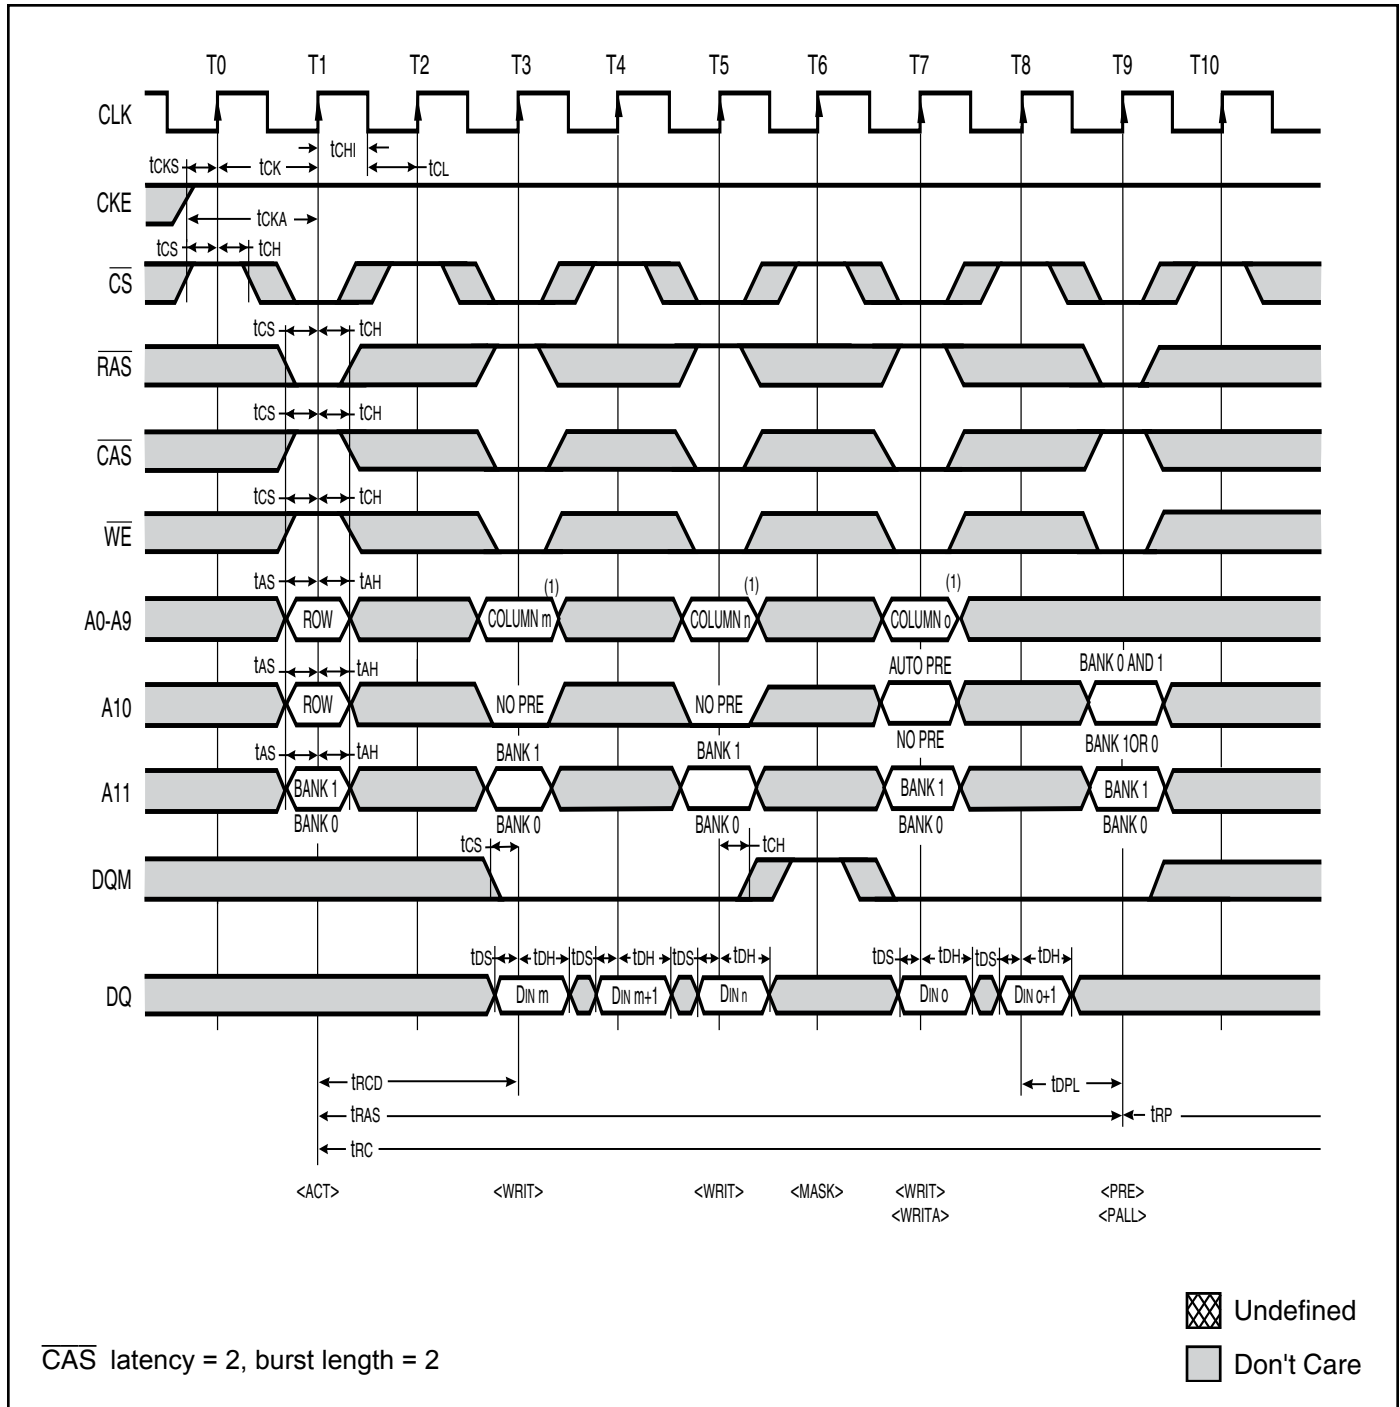 T0 T1 T2 T3 T4 T5 T6 T7 T8 T9 T10
CLK
tCHI
tCKS tCK tCL
CKE
tCKA
tCS tCH
CS
tCS tCH
RAS
tCS tCH
CAS
tCS tCH
WE
tAS tAH (1) (1) (1)
A0-A9 ROW COLUMN m COLUMN n COLUMN o
tAS tAH AUTO PRE BANK 0 AND 1
A10 ROW NO PRE NO PRE
NO PRE BANK 1OR 0
tAS tAH BANK 1 BANK 1
A11 BANK 1 BANK 1 BANK 1
BANK 0 BANK 0 BANK 0 BANK 0 BANK 0
tCS tCH
DQM
tDS tDH tDS tDH tDS tDH tDS tDH tDS tDH
DQ DIN m DIN m+1 DIN n DIN o DIN o+1
tRCD tDPL
tRAS tRP
tRC
<ACT> <WRIT> <WRIT> <MASK> <WRIT> <PRE>
<WRITA> <PALL>
Undefined
CAS latency = 2, burst length = 2
Don't Care